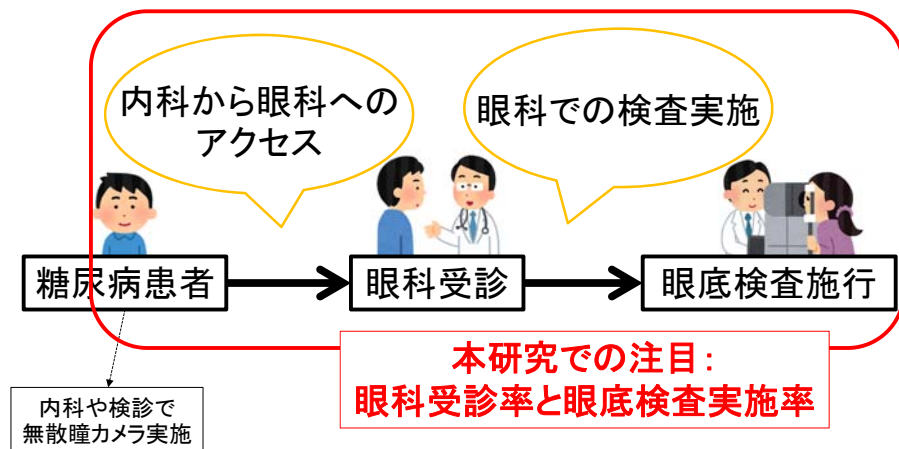 内科から眼科への
アクセス
眼科での検査実施
糖尿病患者
眼科受診
眼底検査施行
本研究での注目：
眼科受診率と眼底検査実施率
内科や検診で
無散瞳カメラ実施